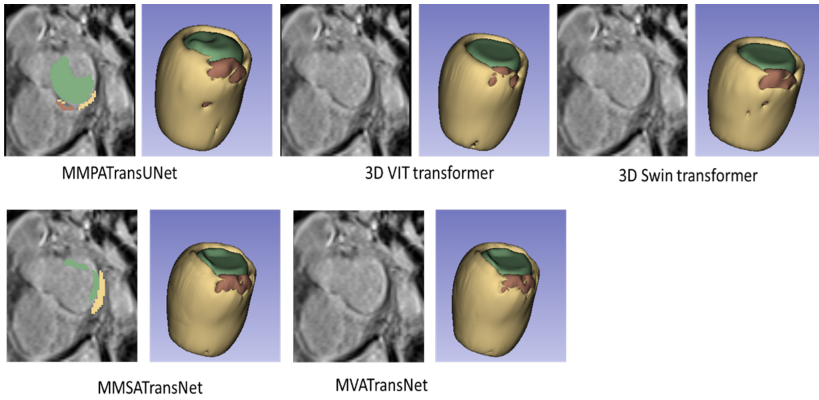 MMPATransUNet
3D VIT transformer
3D Swin transformer
MMSATransNet
MVATransNet